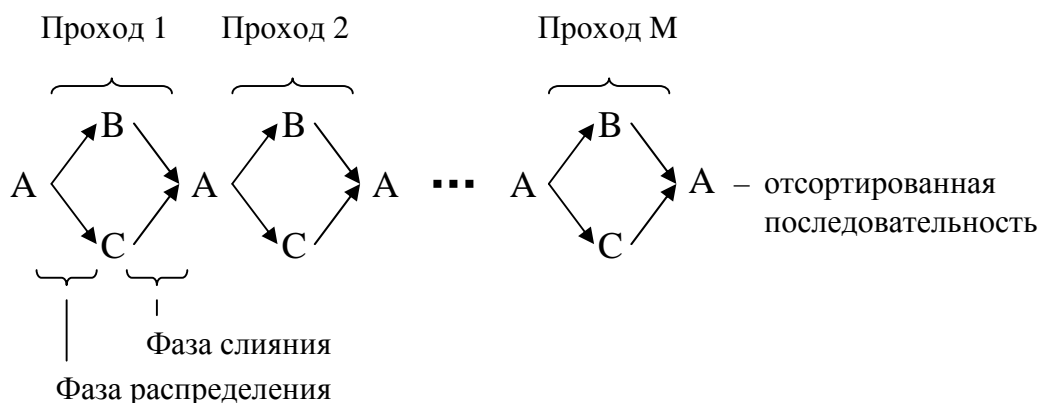 Проход 1 Проход 2 Проход М
В В В
А А А ... А А – отсортированная
последовательность
С С С
Фаза слияния
Фаза распределения